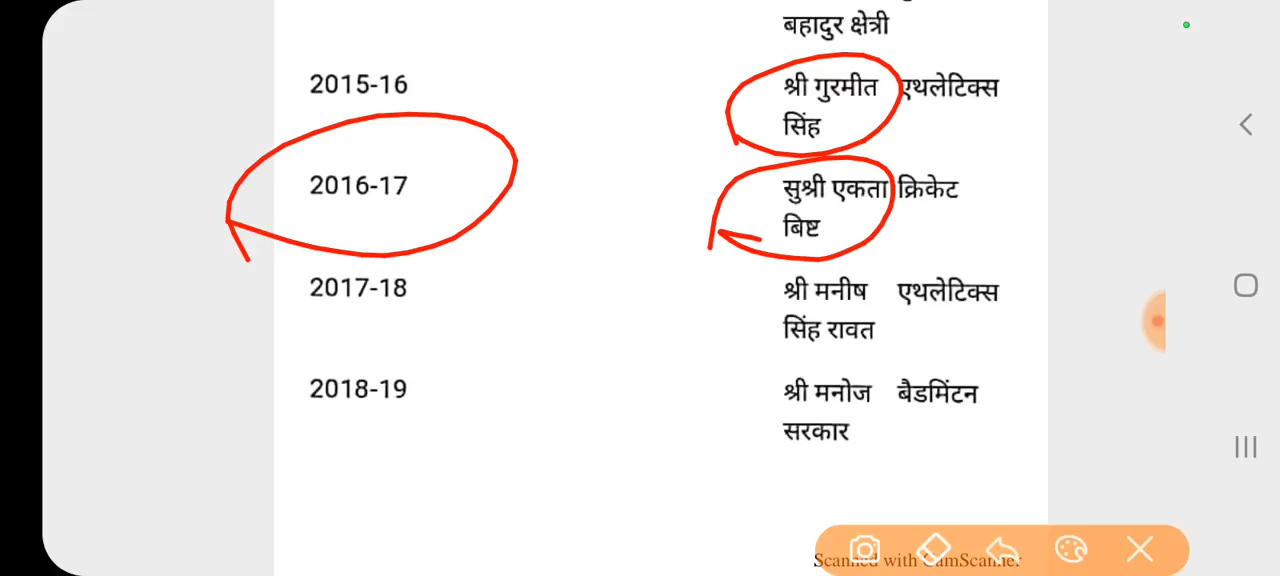 बहादुर क्षेत्री
2015-16 श्री गुरमीत एथलेटिक्स
सिंह
2016-17 सुश्री एकता क्रिकेट
बिष्ट
2017-18 श्री मनीष एथलेटिक्स
सिंह रावत
2018-19 श्री मनोज बैडमिंटन
सरकार
Scanned with CamScanner